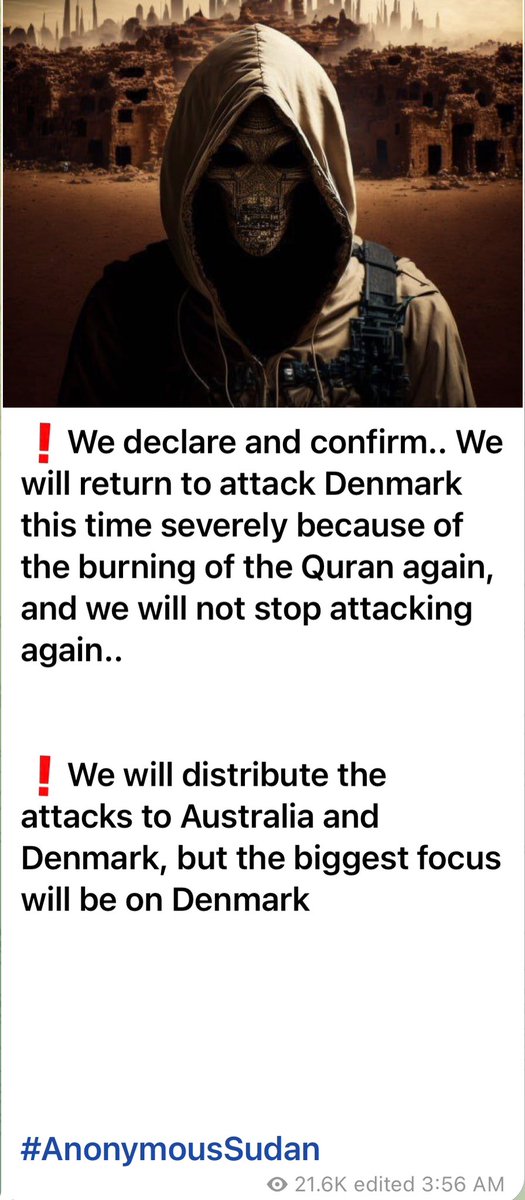 ❗We declare and confirm.. We
will return to attack Denmark
this time severely because of
the burning of the Quran again,
and we will not stop attacking
again..
❗We will distribute the
attacks to Australia and
Denmark, but the biggest focus
will be on Denmark
#AnonymousSudan
21.6K edited 3:56 AM